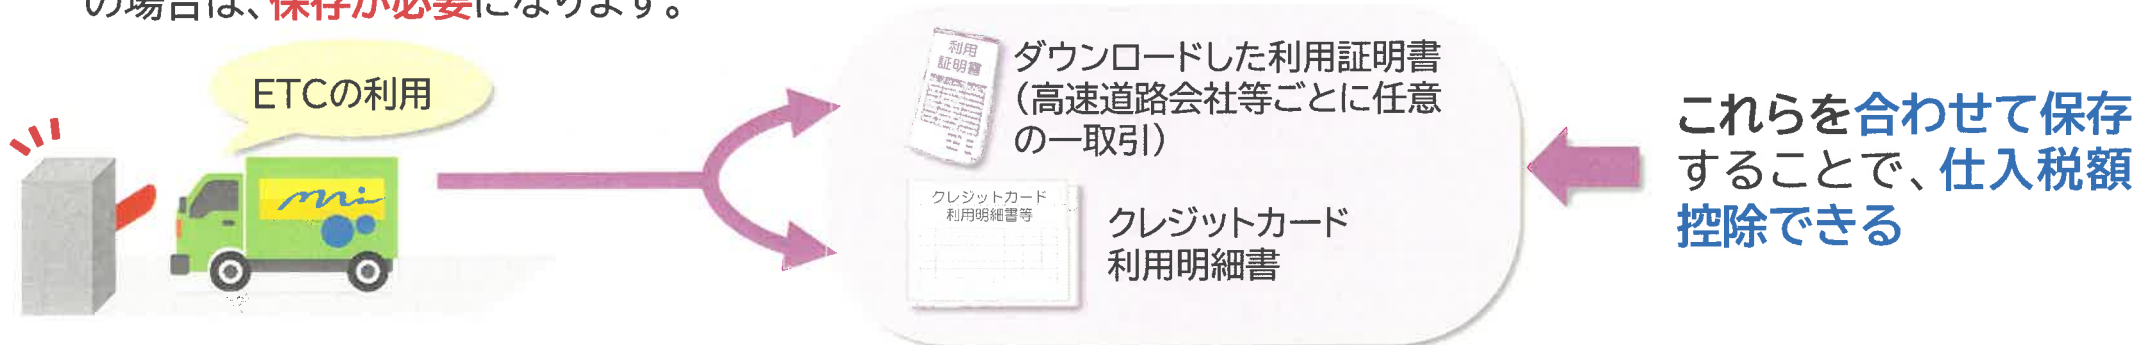 の場合は、保存が必要になります。
ETCの利用
mi
利用
証明書
ダウンロードした利用証明書
（高速道路会社等ごとに任意
の一取引）
クレジットカード
利用明細書等
クレジットカード
利用明細書
これらを合わせて保存
することで、仕入税額
控除できる